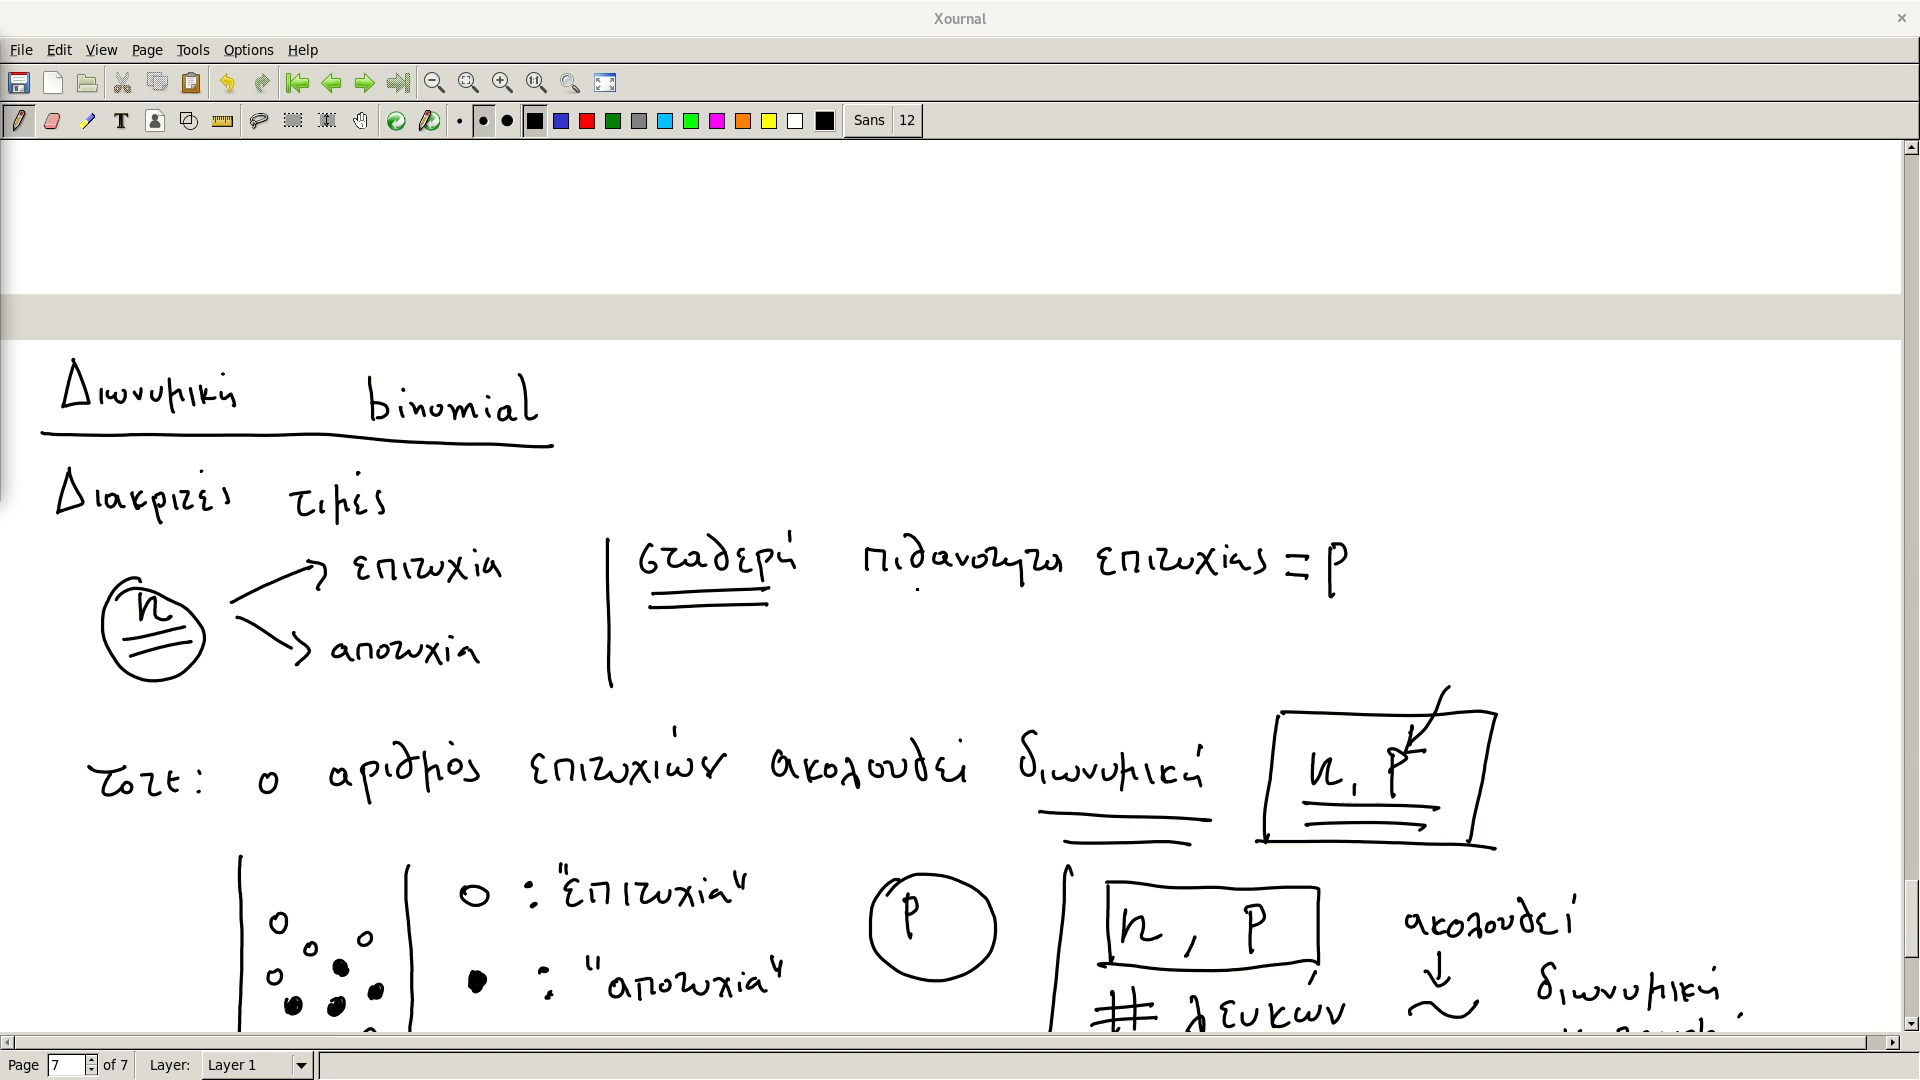 Xournal
File Edit View Page Tools Options Help
Sans 12
Διωνυμική binomial
Διακριτές τιμές
n
επιτυχία
αποτυχία
σταθερή πιθανότητα επιτυχίας = p
τότε: ο αριθμός επιτυχιών ακολουθεί διωνυμική n, p
○ : "επιτυχία"
● : "αποτυχία"
p
n, p ακολουθεί
↓
# λευκών ~ διωνυμική
Page 7 of 7 Layer: Layer 1